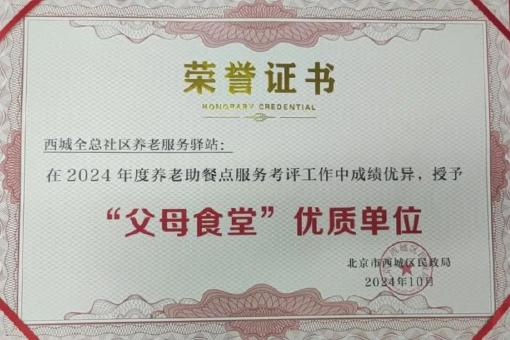 荣誉证书
HONORARY CREDENTIAL
西城全总社区养老服务驿站：
在2024年度养老助餐点服务考评工作中成绩优异，授予
“父母食堂”优质单位
北京市西城区民政局
2024年10月